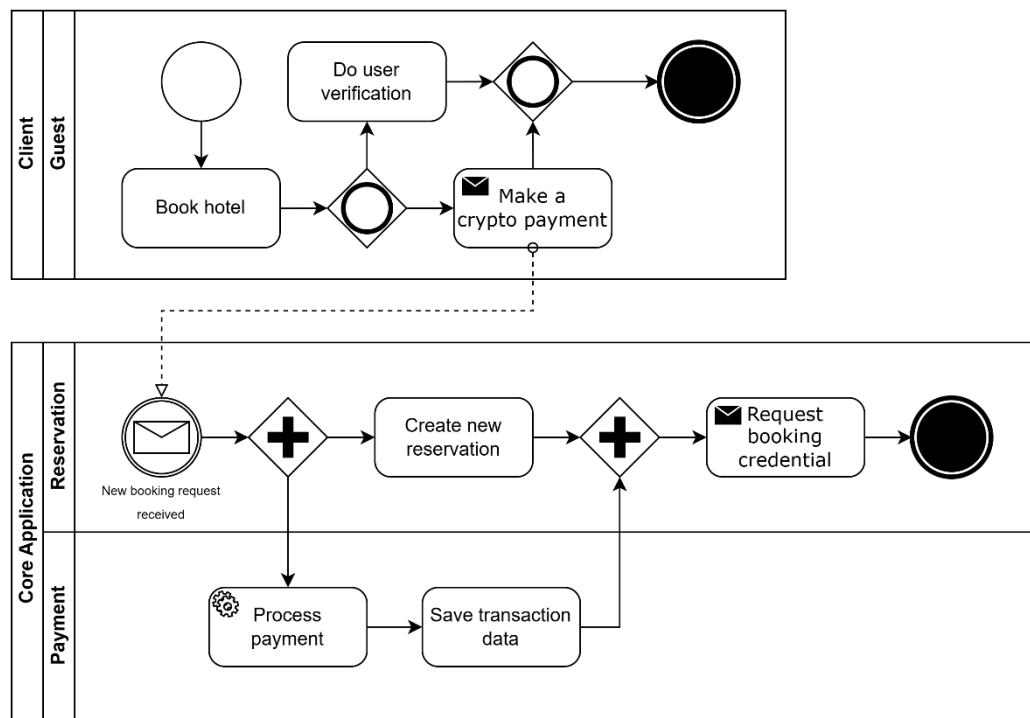 Client
Guest
Do user
verification
Book hotel
Make a
crypto payment
Core Application
Reservation
New booking request
received
Create new
reservation
Request
booking
credential
Payment
Process
payment
Save transaction
data